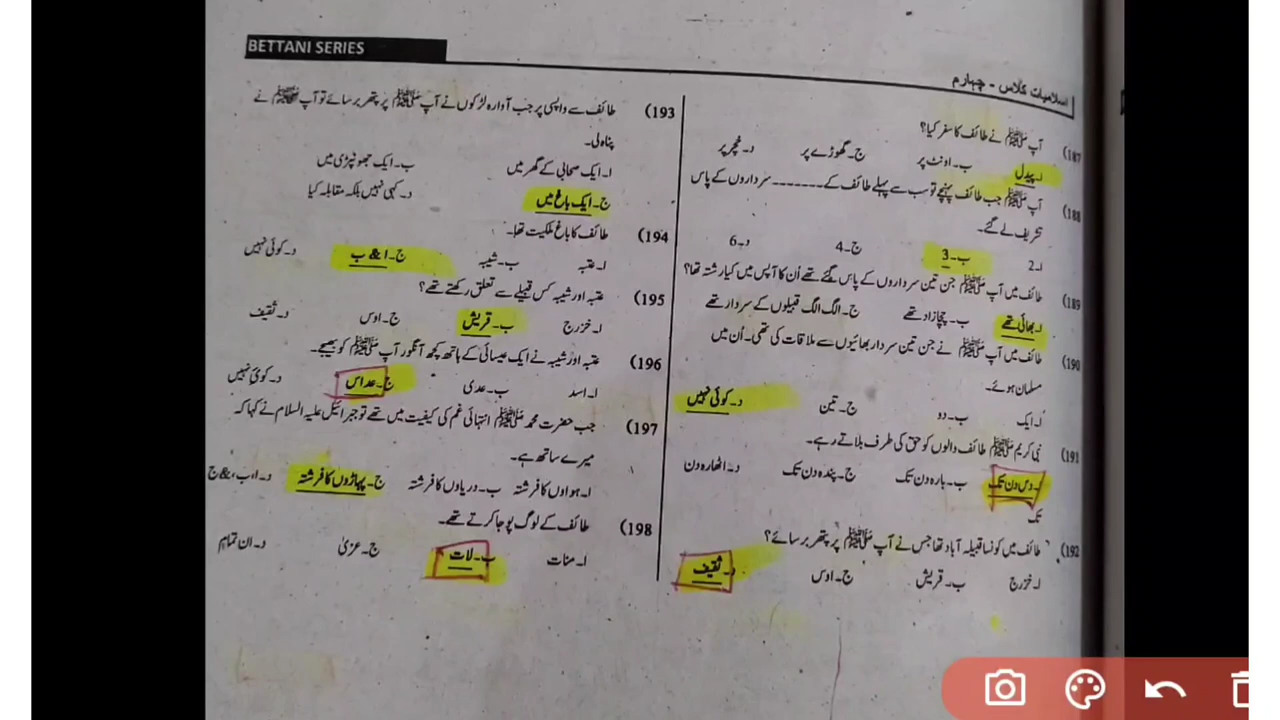 BETTANI SERIES
اسلامیات کلاس - چہارم
187) آپ ﷺ نے طائف کا سفر کیا؟
ا۔ پیدل ب۔ اونٹ پر ج۔ گھوڑے پر د۔ خچر پر
188) آپ ﷺ جب طائف پہنچے تو سب سے پہلے طائف کے ------- سرداروں کے پاس
تشریف لے گئے۔
ا۔ 2 ب۔ 3 ج۔ 4 د۔ 6
189) طائف میں آپ ﷺ جن تین سرداروں کے پاس گئے تھے اُن کا آپس میں کیا رشتہ تھا؟
ا۔ بھائی تھے ب۔ چچا زاد تھے ج۔ الگ الگ قبیلوں کے سردار تھے
190) طائف میں آپ ﷺ نے جن تین سردار بھائیوں سے ملاقات کی تھی۔ اُن میں
مسلمان ہوئے۔
ا۔ ایک ب۔ دو ج۔ تین د۔ کوئی نہیں
191) نبی کریم ﷺ طائف والوں کو حق کی طرف بلاتے رہے۔
۔ دس دن تک ب۔ بارہ دن تک ج۔ پندہ دن تک د۔ اٹھارہ دن
تک
192) طائف میں کونسا قبیلہ آباد تھا جس نے آپ ﷺ پر پتھر برسائے؟
ا۔ خزرج ب۔ قریش ج۔ اوس د۔ ثقیف
193) طائف سے واپسی پر جب آوارہ لڑکوں نے آپ ﷺ پر پتھر برسائے تو آپ ﷺ نے
پناہ لی۔
ا۔ ایک صحابی کے گھر میں ب۔ ایک جھونپڑی میں
ج۔ ایک باغ میں د۔ کہی نہیں بلکہ مقابلہ کیا
194) طائف کا باغ ملکیت تھا۔
ا۔ عتبہ ب۔ شیبہ ج۔ ا & ب د۔ کوئی نہیں
195) عتبہ اور شیبہ کس قبیلے سے تعلق رکھتے تھے؟
ا۔ خزرج ب۔ قریش ج۔ اوس د۔ ثقیف
196) عتبہ اور شیبہ نے ایک عیسائی کے ہاتھ کچھ انگور آپ ﷺ کو بھیجے۔
ا۔ اسد ب۔ عدی ج۔ عداس د۔ کوئی نہیں
197) جب حضرت محمد ﷺ انتہائی غم کی کیفیت میں تھے تو جبرائیل علیہ السلام نے کہا کہ
میرے ساتھ ہے۔
ا۔ ہواوں کا فرشتہ ب۔ دریاوں کا فرشتہ ج۔ پہاڑوں کا فرشتہ د۔ ا، ب، & ج
198) طائف کے لوگ پوجا کرتے تھے۔
ا۔ منات ب۔ لات ج۔ عزیٰ د۔ ان تمام